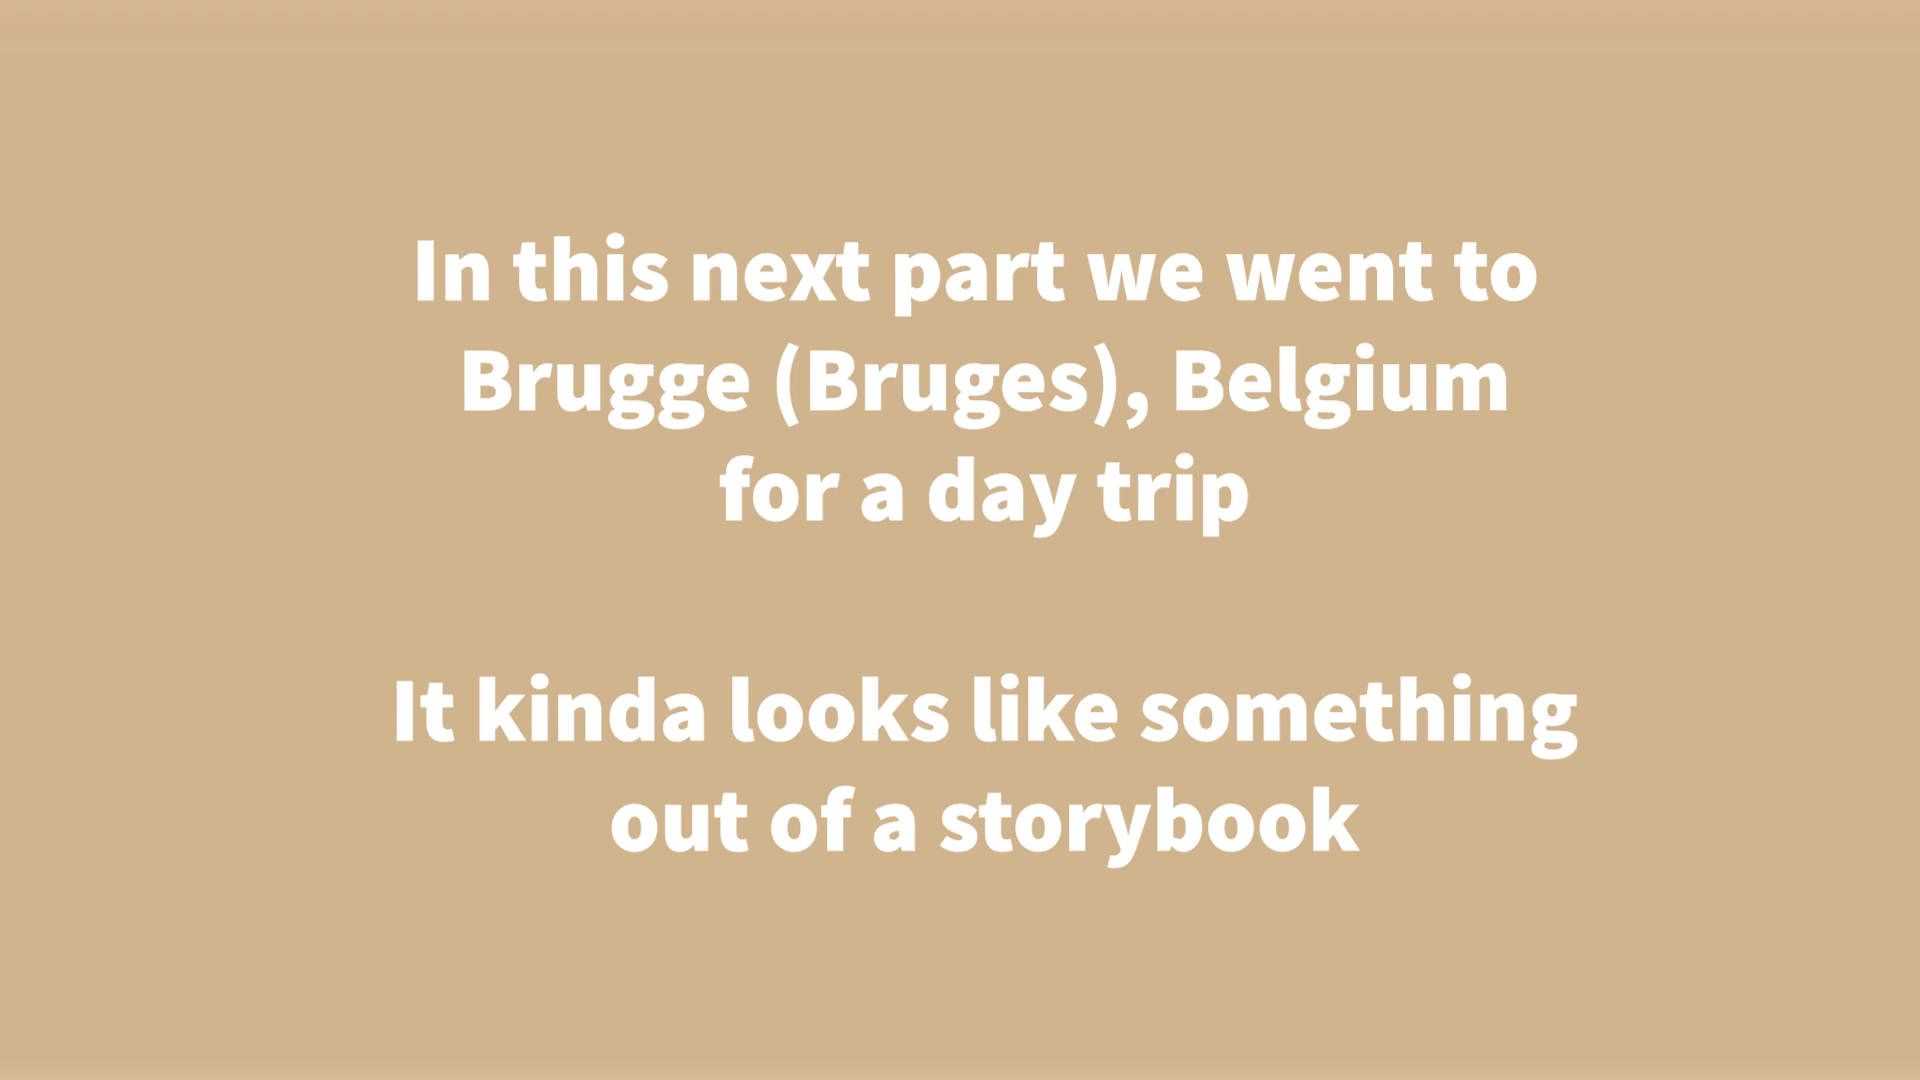 In this next part we went to
Brugge (Bruges), Belgium
for a day trip
It kinda looks like something
out of a storybook